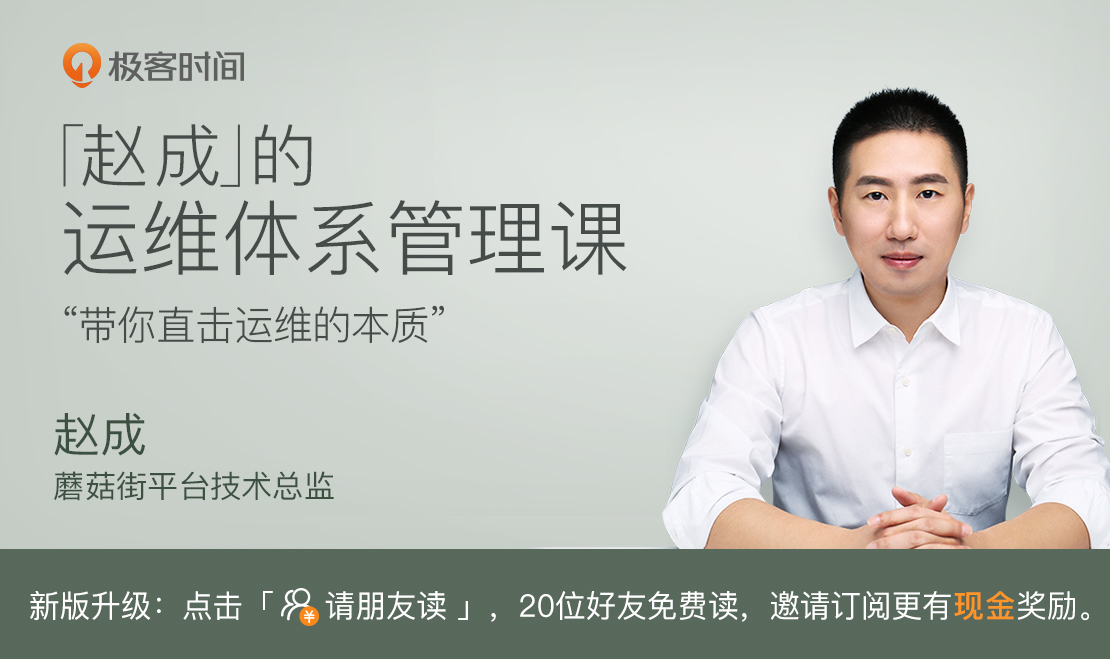 极客时间
「赵成」的
运维体系管理课
“带你直击运维的本质”
赵成
蘑菇街平台技术总监
新版升级：点击「 ¥ 请朋友读 」，20位好友免费读，邀请订阅更有现金奖励。